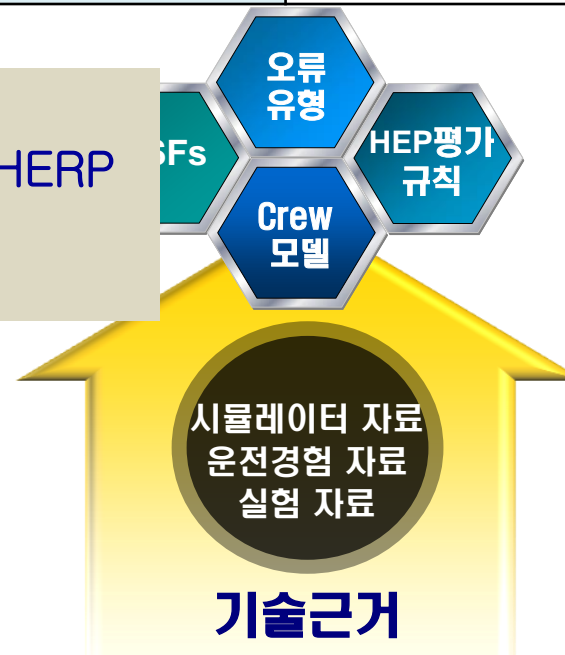 오류
유형
HERP
SFs
HEP평가
규칙
Crew
모델
시뮬레이터 자료
운전경험 자료
실험 자료
기술근거